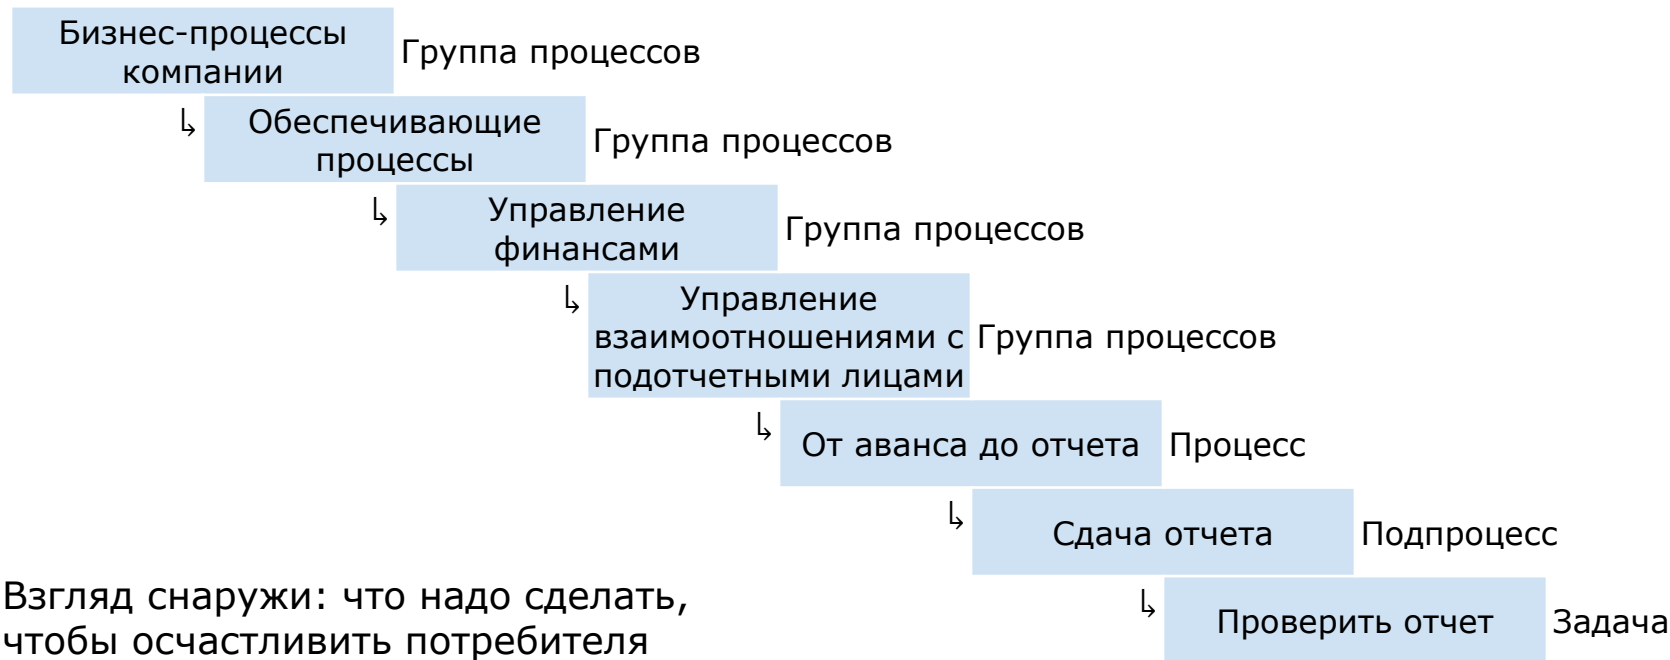 Бизнес-процессы
компании
Группа процессов
↳
Обеспечивающие
процессы
Группа процессов
↳
Управление
финансами
Группа процессов
↳
Управление
взаимоотношениями с
подотчетными лицами
Группа процессов
↳
От аванса до отчета
Процесс
↳
Сдача отчета
Подпроцесс
↳
Проверить отчет
Задача
Взгляд снаружи: что надо сделать,
чтобы осчастливить потребителя